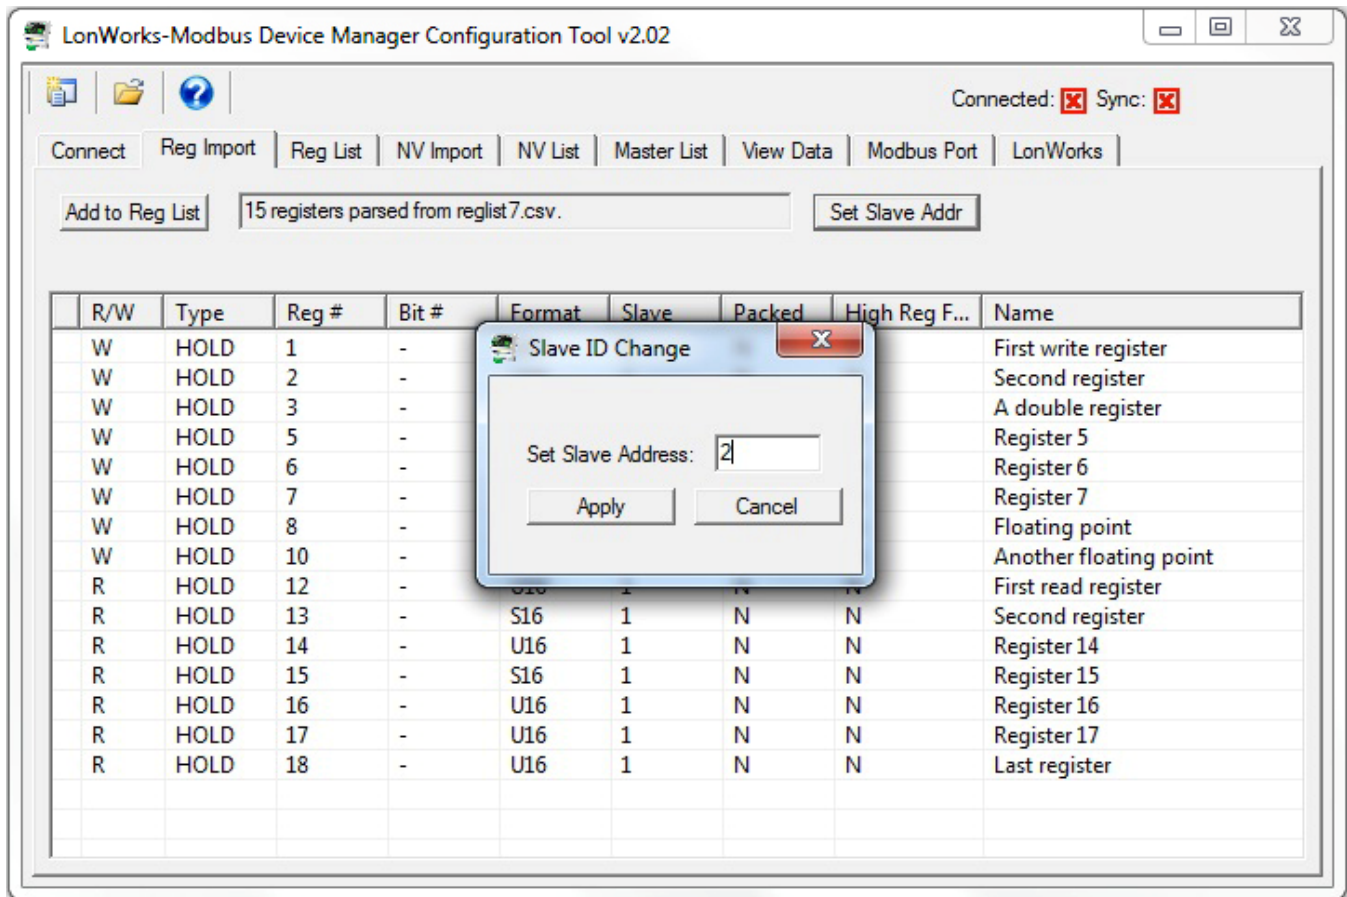 LonWorks-Modbus Device Manager Configuration Tool v2.02
Connected: Sync:
Connect Reg Import Reg List NV Import NV List Master List View Data Modbus Port LonWorks
Add to Reg List 15 registers parsed from reglist7.csv. Set Slave Addr
R/W Type Reg # Bit # Format Slave Packed High Reg F... Name
W HOLD 1 - First write register
W HOLD 2 - Second register
W HOLD 3 - A double register
W HOLD 5 - Register 5
W HOLD 6 - Register 6
W HOLD 7 - Register 7
W HOLD 8 - Floating point
W HOLD 10 - Another floating point
R HOLD 12 - U16 1 N N First read register
R HOLD 13 - S16 1 N N Second register
R HOLD 14 - U16 1 N N Register 14
R HOLD 15 - S16 1 N N Register 15
R HOLD 16 - U16 1 N N Register 16
R HOLD 17 - U16 1 N N Register 17
R HOLD 18 - U16 1 N N Last register
Slave ID Change
Set Slave Address: 2
Apply Cancel